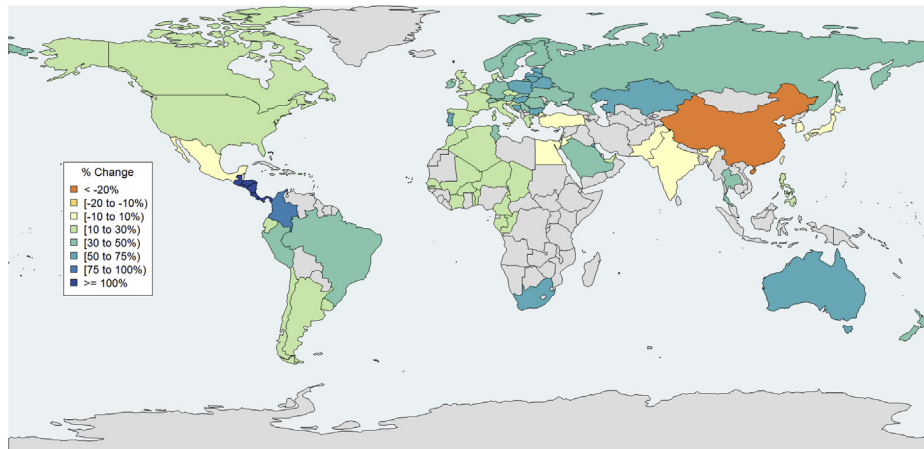 % Change
< -20%
[-20 to -10%)
[-10 to 10%)
[10 to 30%)
[30 to 50%)
[50 to 75%)
[75 to 100%)
>= 100%